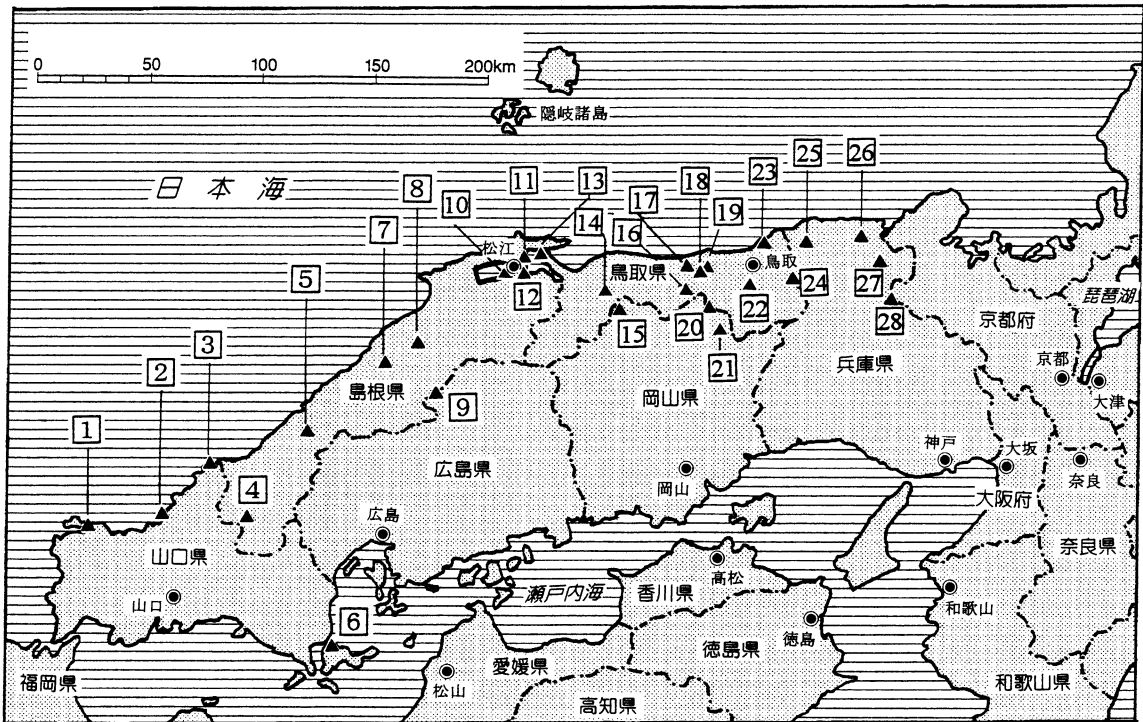 0 50 100 150 200km
隠岐諸島
日本海
1
2
3
4
5
6
7
8
9
10
11
12
13
14
15
16
17
18
19
20
21
22
23
24
25
26
27
28
松江
鳥取県
鳥取
島根県
岡山県
兵庫県
京都府
琵琶湖
京都
大津
広島県
岡山
神戸
大坂
大阪府
奈良
奈良県
山口県
広島
山口
瀬戸内海
香川県
高松
和歌山
福岡県
松山
愛媛県
高知県
徳島県
徳島
和歌山県